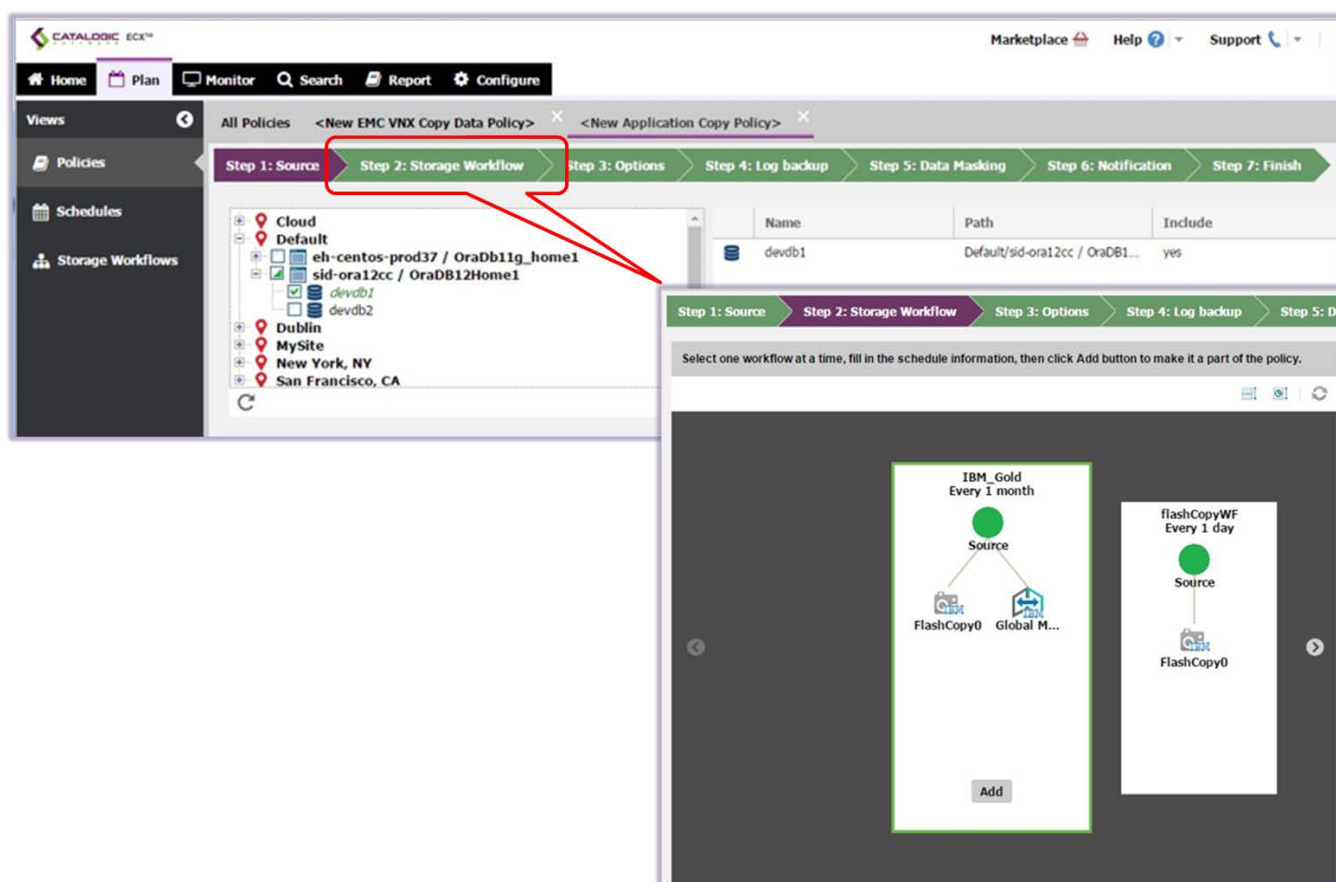 CATALOGIC ECX™
SOFTWARE
Marketplace Help Support
Home Plan Monitor Search Report Configure
Views
All Policies <New EMC VNX Copy Data Policy> <New Application Copy Policy>
Policies
Schedules
Storage Workflows
Step 1: Source Step 2: Storage Workflow Step 3: Options Step 4: Log backup Step 5: Data Masking Step 6: Notification Step 7: Finish
Cloud
Default
eh-centos-prod37 / OraDb11g_home1
sid-ora12cc / OraDB12Home1
devdb1
devdb2
Dublin
MySite
New York, NY
San Francisco, CA
Name Path Include
devdb1 Default/sid-ora12cc / OraDB1... yes
Step 1: Source Step 2: Storage Workflow Step 3: Options Step 4: Log backup Step 5: D
Select one workflow at a time, fill in the schedule information, then click Add button to make it a part of the policy.
IBM_Gold
Every 1 month
Source
IBM IBM
FlashCopy0 Global M...
Add
flashCopyWF
Every 1 day
Source
IBM
FlashCopy0